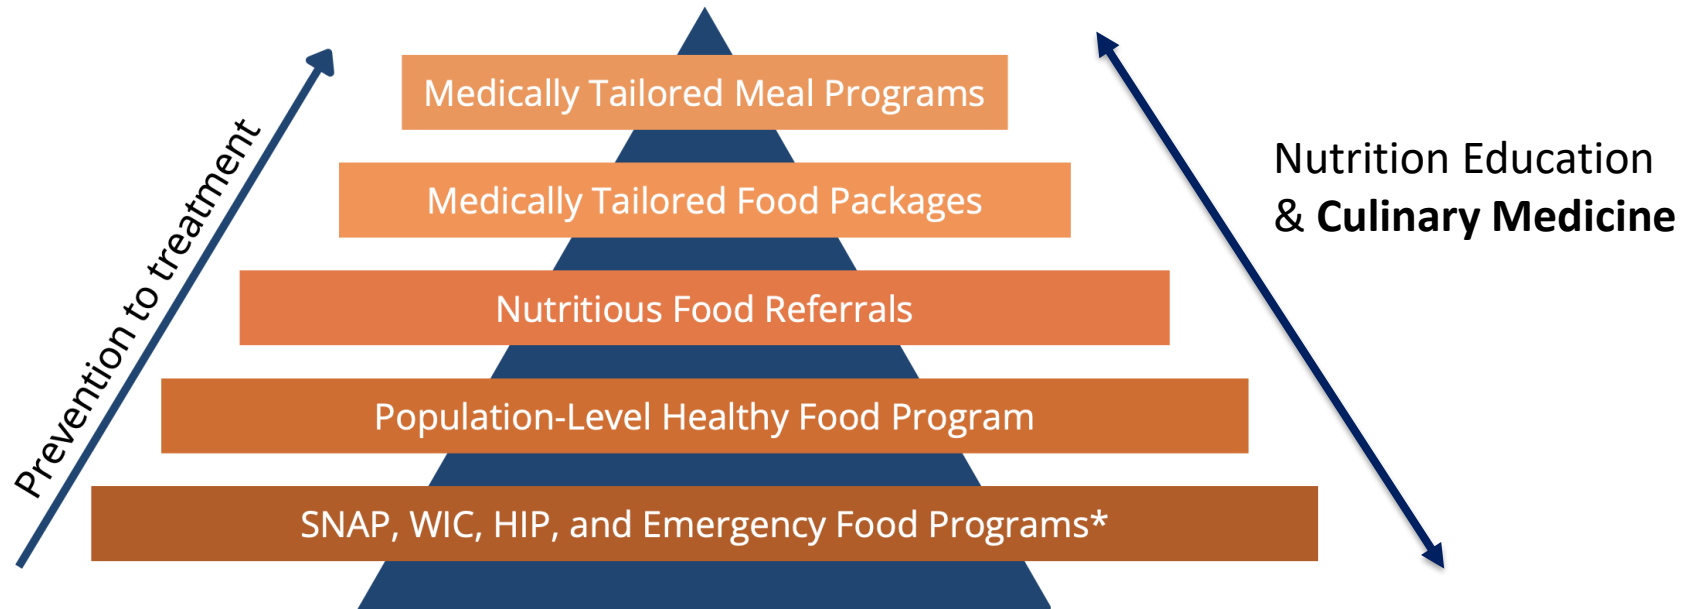 Prevention to treatment
Medically Tailored Meal Programs
Medically Tailored Food Packages
Nutritious Food Referrals
Population-Level Healthy Food Program
SNAP, WIC, HIP, and Emergency Food Programs*
Nutrition Education
& Culinary Medicine